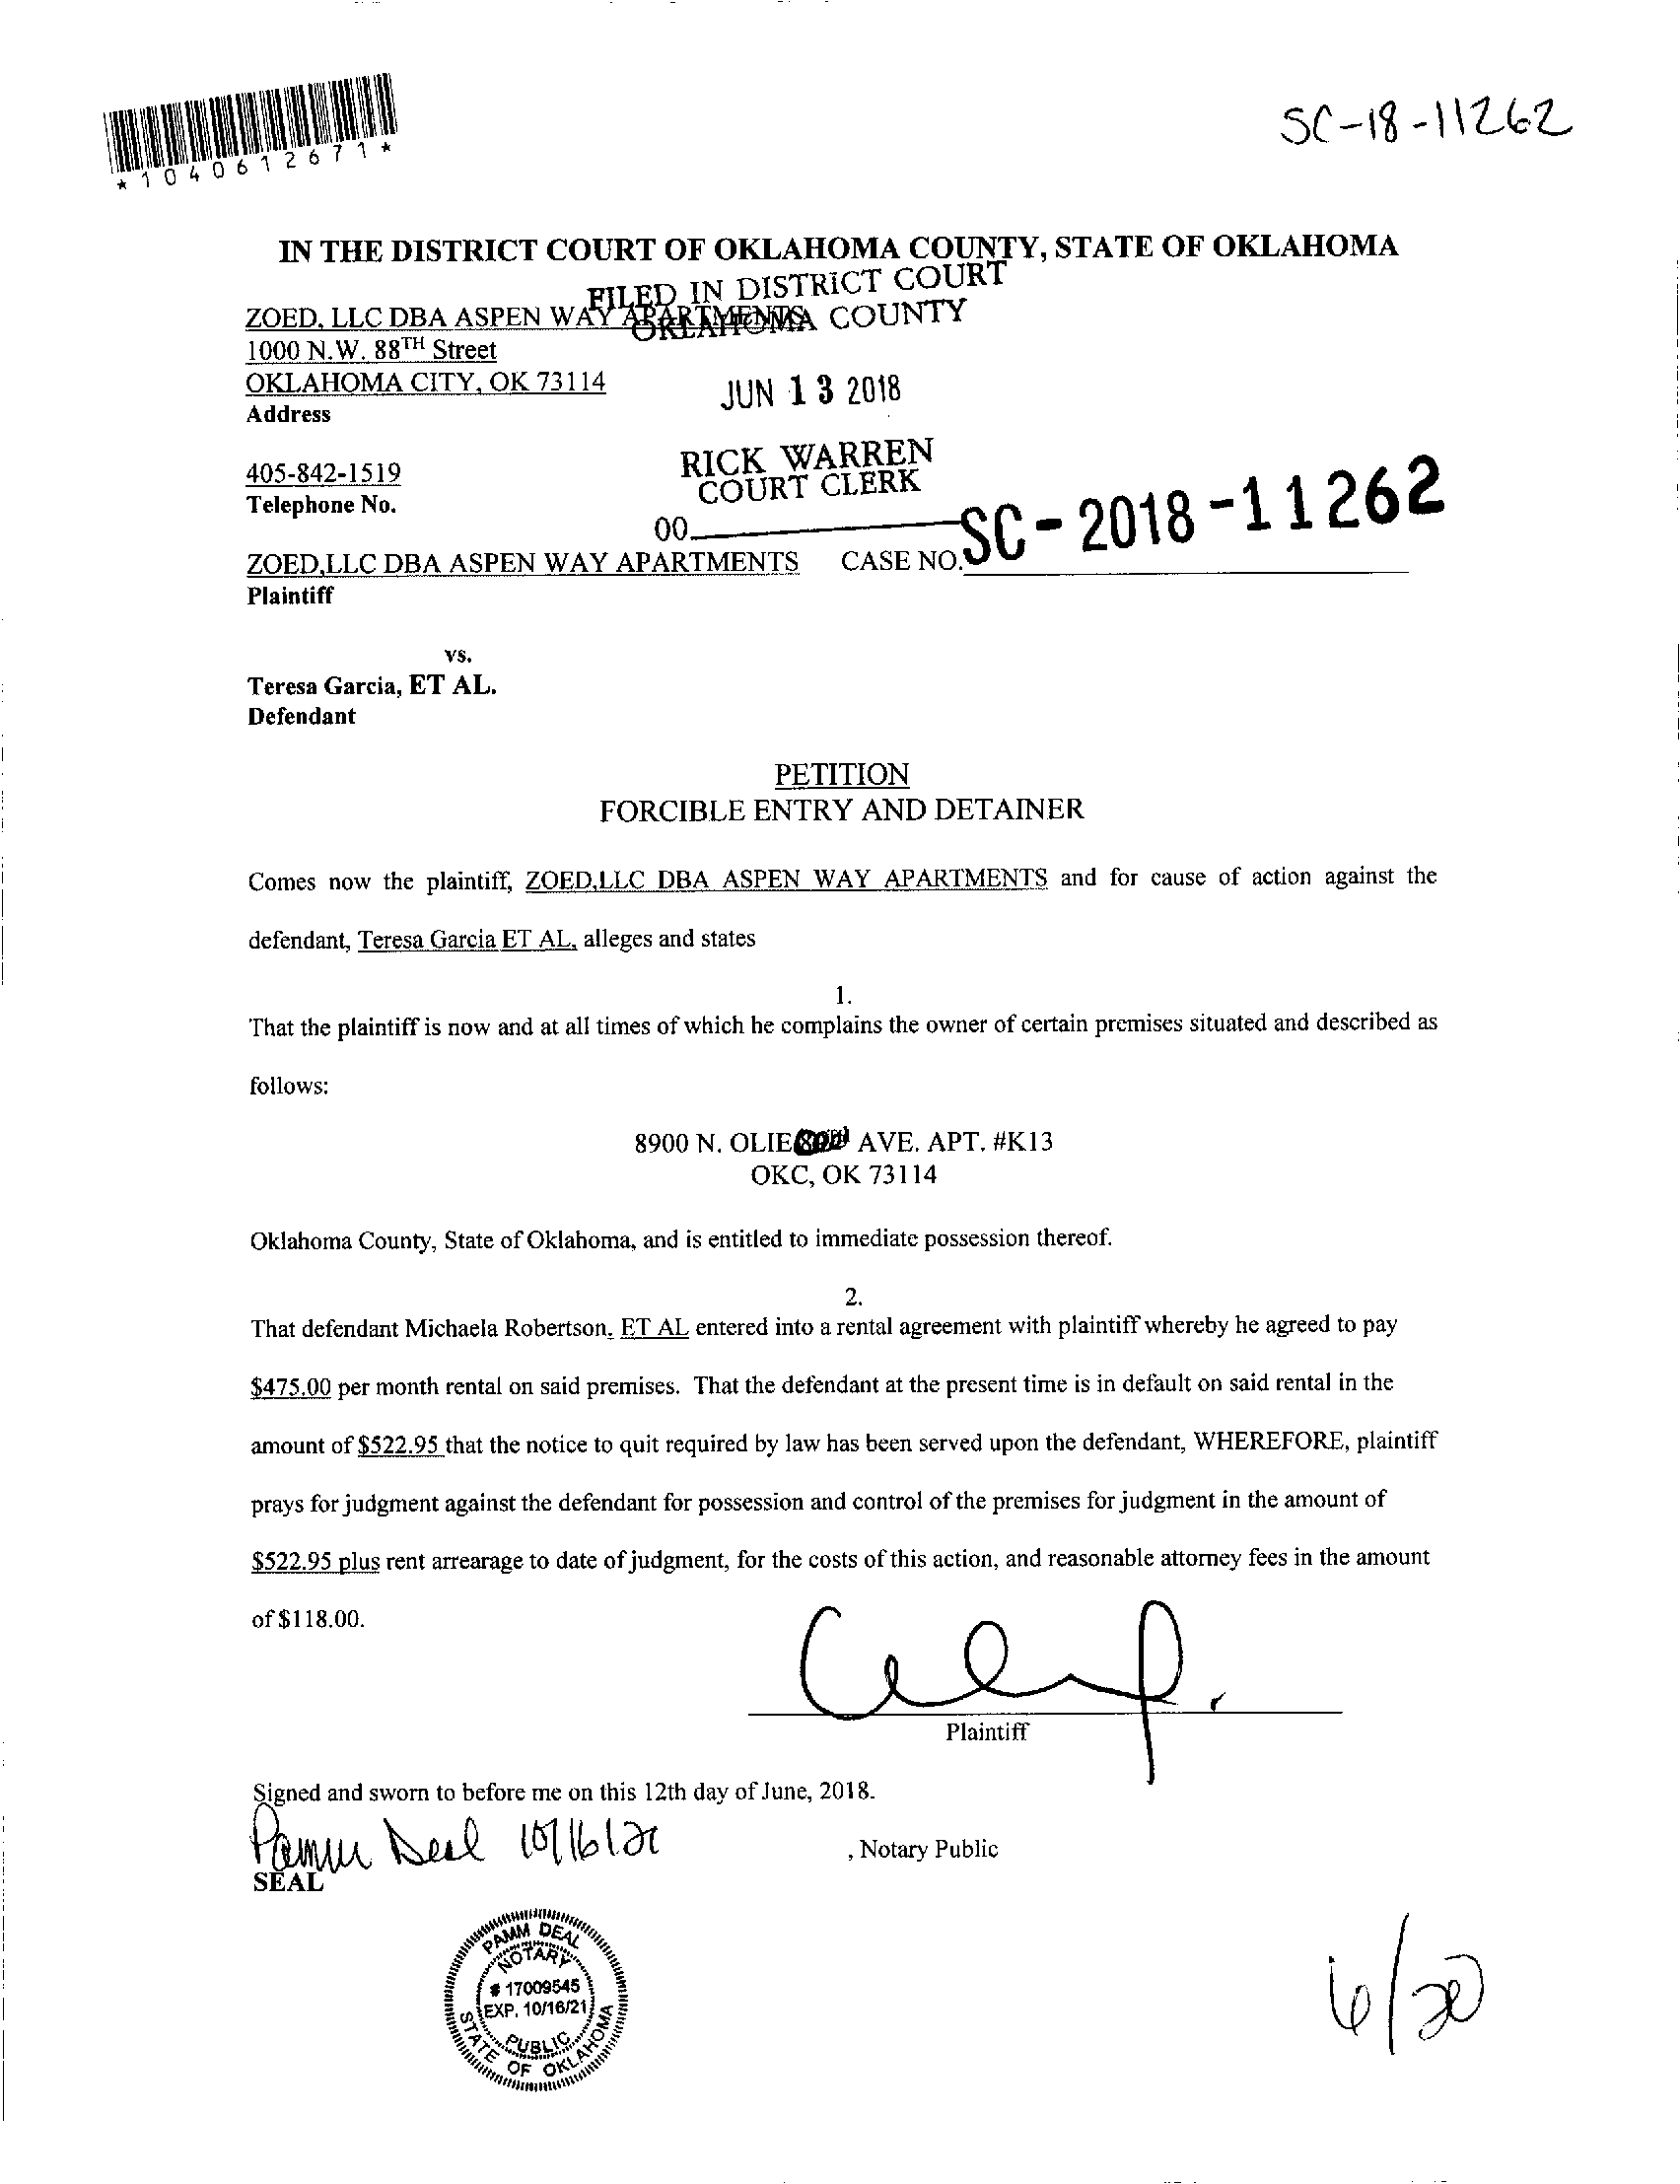 *1040612671*
SC-18-11262
IN THE DISTRICT COURT OF OKLAHOMA COUNTY, STATE OF OKLAHOMA
FILED IN DISTRICT COURT
OKLAHOMA COUNTY
ZOED, LLC DBA ASPEN WAY APARTMENTS
1000 N.W. 88TH Street
OKLAHOMA CITY, OK 73114
JUN 13 2018
Address
RICK WARREN
COURT CLERK
405-842-1519
Telephone No.
00
SC-2018-11262
ZOED,LLC DBA ASPEN WAY APARTMENTS CASE NO.
Plaintiff
vs.
Teresa Garcia, ET AL.
Defendant
PETITION
FORCIBLE ENTRY AND DETAINER
Comes now the plaintiff, ZOED,LLC DBA ASPEN WAY APARTMENTS and for cause of action against the
defendant, Teresa Garcia ET AL, alleges and states
1.
That the plaintiff is now and at all times of which he complains the owner of certain premises situated and described as
follows:
8900 N. OLIE AVE. APT. #K13
OKC, OK 73114
Oklahoma County, State of Oklahoma, and is entitled to immediate possession thereof.
2.
That defendant Michaela Robertson, ET AL entered into a rental agreement with plaintiff whereby he agreed to pay
$475.00 per month rental on said premises. That the defendant at the present time is in default on said rental in the
amount of $522.95 that the notice to quit required by law has been served upon the defendant, WHEREFORE, plaintiff
prays for judgment against the defendant for possession and control of the premises for judgment in the amount of
$522.95 plus rent arrearage to date of judgment, for the costs of this action, and reasonable attorney fees in the amount
of $118.00.
Plaintiff
Signed and sworn to before me on this 12th day of June, 2018.
Pamm Deal 10/16/21
, Notary Public
SEAL
PAMM DEAL
NOTARY
# 17009545
EXP. 10/16/21
PUBLIC
STATE OF OKLAHOMA
6/20